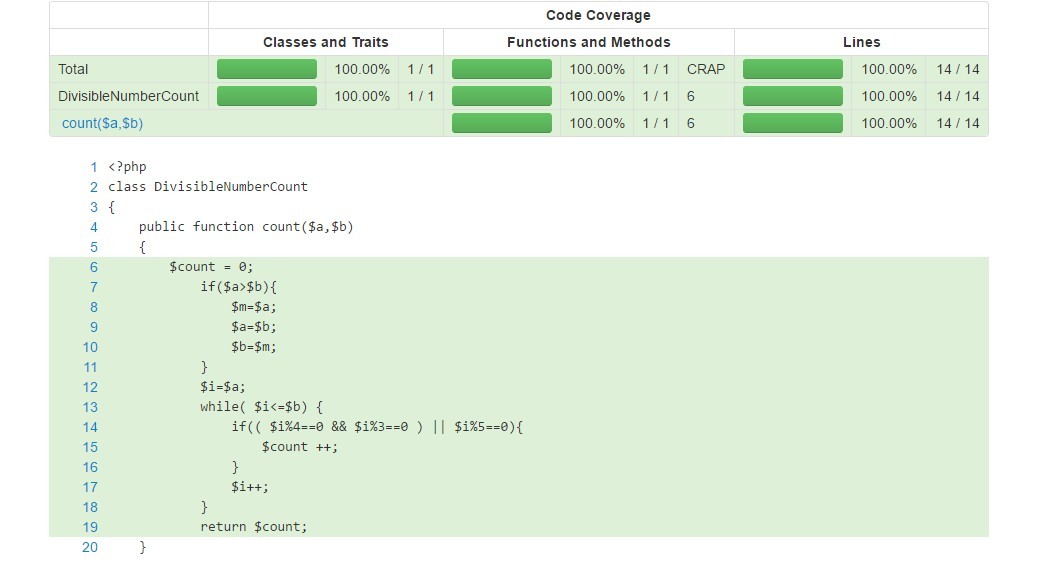 Code Coverage
Classes and Traits Functions and Methods Lines
Total 100.00% 1 / 1 100.00% 1 / 1 CRAP 100.00% 14 / 14
DivisibleNumberCount 100.00% 1 / 1 100.00% 1 / 1 6 100.00% 14 / 14
count($a,$b) 100.00% 1 / 1 6 100.00% 14 / 14
1 <?php
2 class DivisibleNumberCount
3 {
4     public function count($a,$b)
5     {
6         $count = 0;
7             if($a>$b){
8                 $m=$a;
9                 $a=$b;
10                 $b=$m;
11             }
12             $i=$a;
13             while( $i<=$b) {
14                 if(( $i%4==0 && $i%3==0 ) || $i%5==0){
15                     $count ++;
16                 }
17                 $i++;
18             }
19             return $count;
20     }